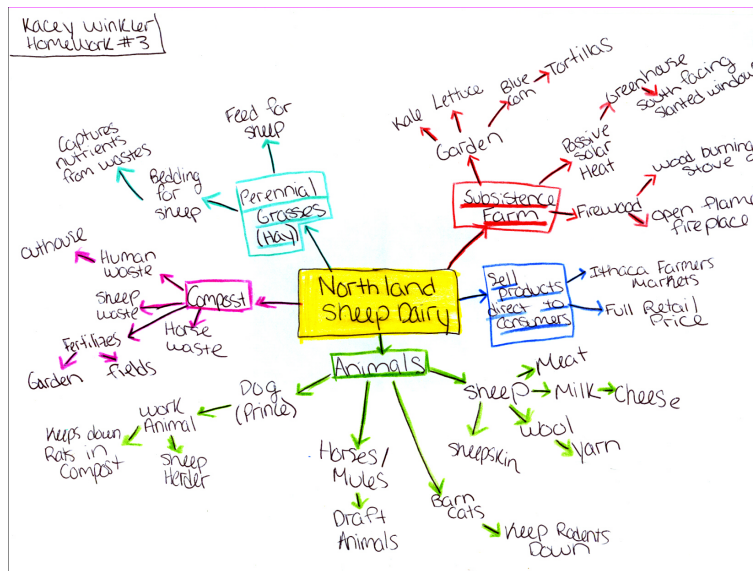 Kacey Winkler
Homework #3
Northland
Sheep Dairy
Perennial
Grasses
(Hay)
Feed for
sheep
Bedding
for
sheep
Captures
nutrients
from wastes
Subsistence
Farm
Garden
Kale
Lettuce
Blue
Corn
Tortillas
Passive
solar
Heat
Greenhouse
south facing
slanted window
Firewood
wood burning
stove
open flame
fireplace
Sell
Products
direct to
consumers
Ithaca Farmers
Markets
Full Retail
Price
Compost
Human
waste
outhouse
sheep
waste
Horse
waste
Fertilizes
Garden
fields
Animals
Dog
(Prince)
work
Animal
Keeps down
Rats in
Compost
sheep
Herder
Horses/
Mules
Draft
Animals
Barn
Cats
Keep Rodents
Down
sheep
Meat
Milk
Cheese
wool
Yarn
sheepskin